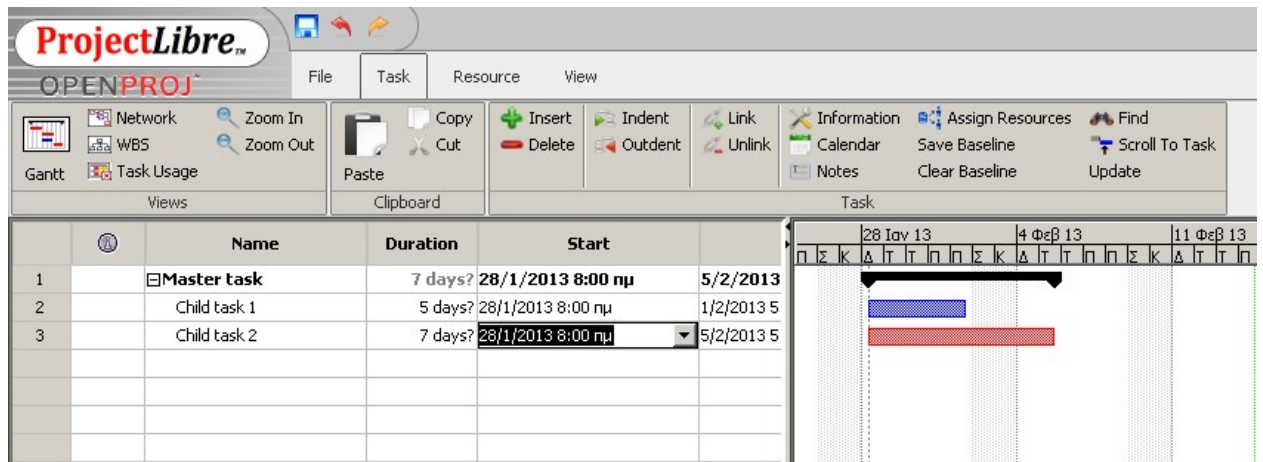 ProjectLibre™
OPENPROJ
File Task Resource View
Network Zoom In
WBS Zoom Out
Gantt Task Usage
Views
Copy
Cut
Paste
Clipboard
Insert Indent Link Information Assign Resources Find
Delete Outdent Unlink Calendar Save Baseline Scroll To Task
Notes Clear Baseline Update
Task
Name Duration Start
28 Ιαν 13 4 Φεβ 13 11 Φεβ 13
Π Σ Κ Δ Τ Τ Π Π Σ Κ Δ Τ Τ Π Π Σ Κ Δ Τ Τ Π
1 Master task 7 days? 28/1/2013 8:00 πμ 5/2/2013
2 Child task 1 5 days? 28/1/2013 8:00 πμ 1/2/2013 5
3 Child task 2 7 days? 28/1/2013 8:00 πμ 5/2/2013 5